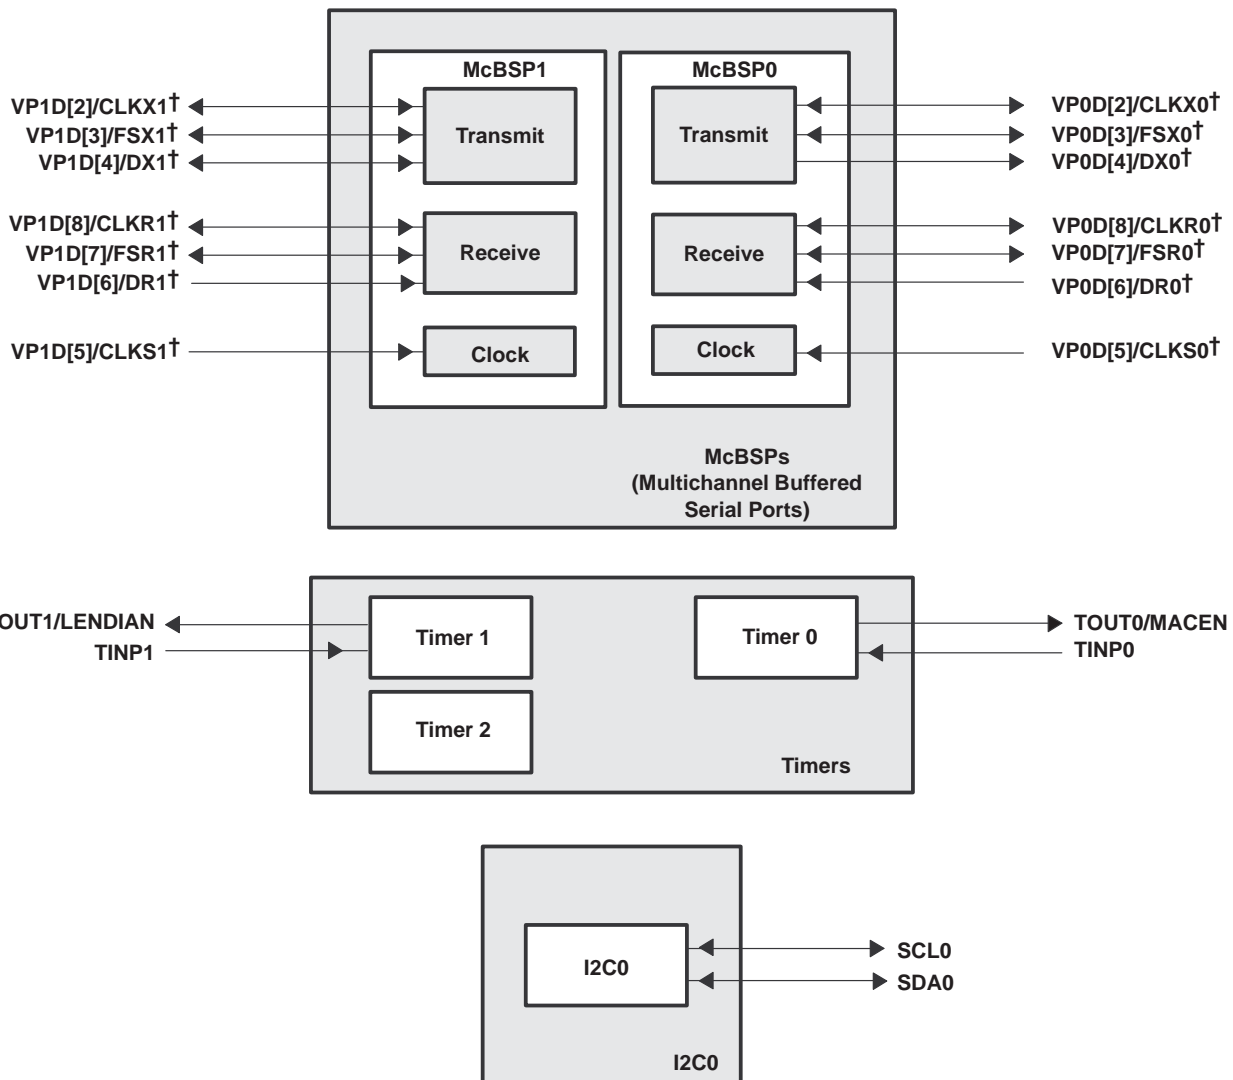 McBSP1
McBSP0
VP1D[2]/CLKX1†
VP1D[3]/FSX1†
VP1D[4]/DX1†
Transmit
Transmit
VP0D[2]/CLKX0†
VP0D[3]/FSX0†
VP0D[4]/DX0†
VP1D[8]/CLKR1†
VP1D[7]/FSR1†
VP1D[6]/DR1†
Receive
Receive
VP0D[8]/CLKR0†
VP0D[7]/FSR0†
VP0D[6]/DR0†
VP1D[5]/CLKS1†
Clock
Clock
VP0D[5]/CLKS0†
McBSPs
(Multichannel Buffered
Serial Ports)
OUT1/LENDIAN
TINP1
Timer 1
Timer 0
TOUT0/MACEN
TINP0
Timer 2
Timers
I2C0
SCL0
SDA0
I2C0